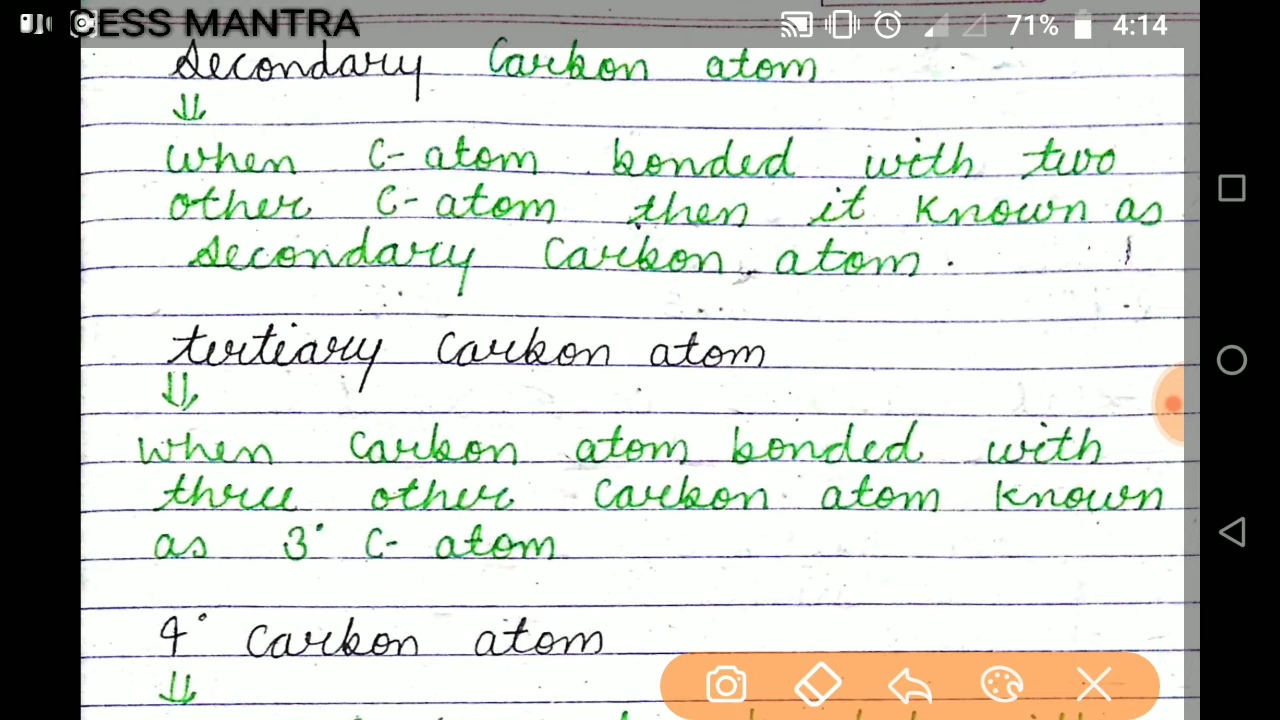 CESS MANTRA
71% 4:14
secondary Carbon atom
when C-atom bonded with two
other C-atom then it known as
secondary Carbon atom.
tertiary carbon atom
when carbon atom bonded with
three other carbon atom known
as 3° C-atom
4° carbon atom